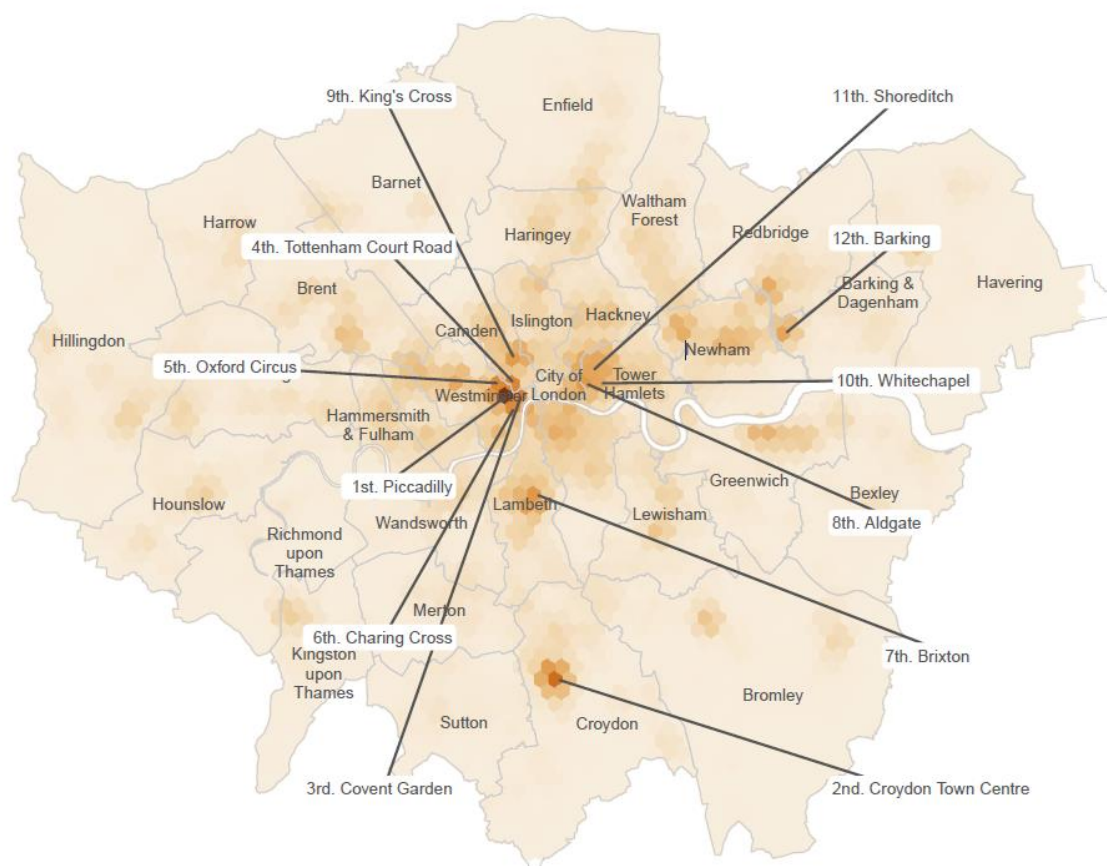 9th. King's Cross
11th. Shoreditch
Enfield
Barnet
Waltham
Forest
Harrow
Haringey
Redbridge
4th. Tottenham Court Road
12th. Barking
Brent
Barking &
Dagenham
Havering
Camden
Islington
Hackney
Hillingdon
Newham
5th. Oxford Circus
City of
London
Tower
Hamlets
10th. Whitechapel
Westminster
Hammersmith
& Fulham
1st. Piccadilly
Hounslow
Lambeth
Greenwich
Bexley
Wandsworth
Lewisham
8th. Aldgate
Richmond
upon
Thames
Merton
6th. Charing Cross
7th. Brixton
Kingston
upon
Thames
Bromley
Sutton
Croydon
3rd. Covent Garden
2nd. Croydon Town Centre